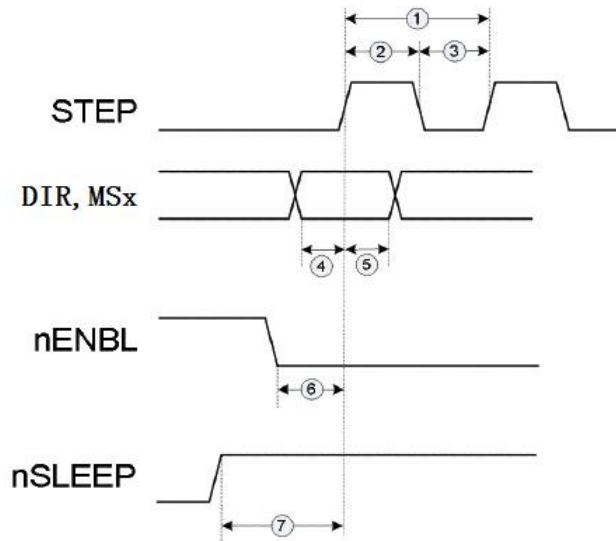 ①
② ③
STEP
DIR, MSx
④ ⑤
nENBL
⑥
nSLEEP
⑦